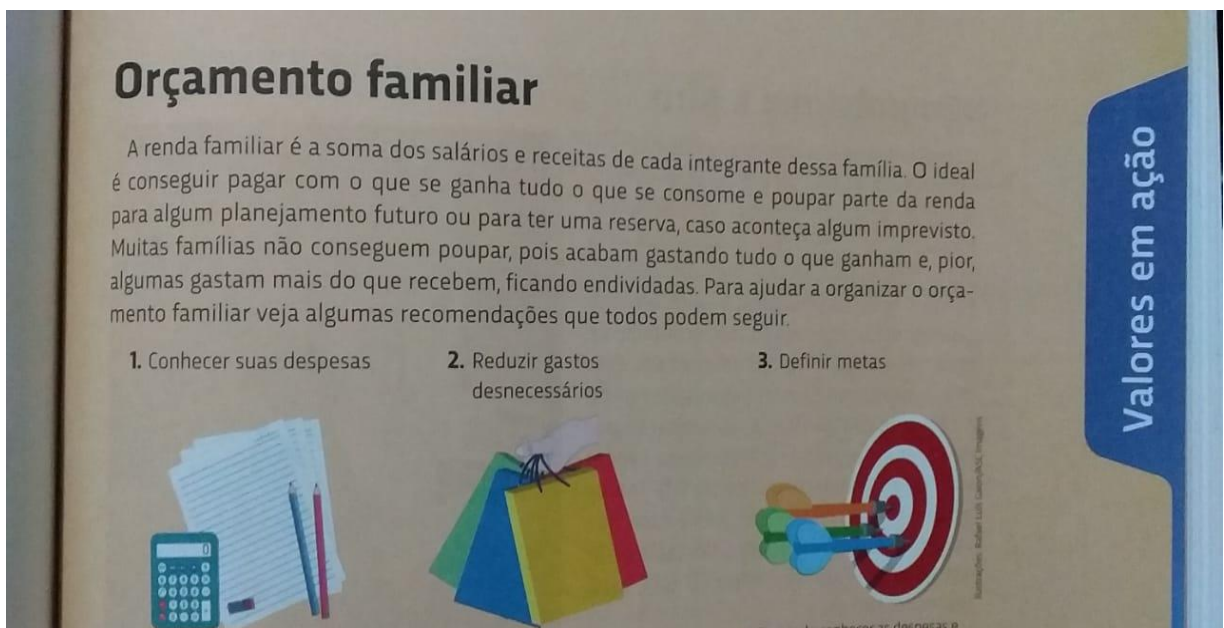 Orçamento familiar
A renda familiar é a soma dos salários e receitas de cada integrante dessa família. O ideal
é conseguir pagar com o que se ganha tudo o que se consome e poupar parte da renda
para algum planejamento futuro ou para ter uma reserva, caso aconteça algum imprevisto.
Muitas famílias não conseguem poupar, pois acabam gastando tudo o que ganham e, pior,
algumas gastam mais do que recebem, ficando endividadas. Para ajudar a organizar o orça-
mento familiar veja algumas recomendações que todos podem seguir.
1. Conhecer suas despesas
2. Reduzir gastos
desnecessários
3. Definir metas
0
Valores em ação